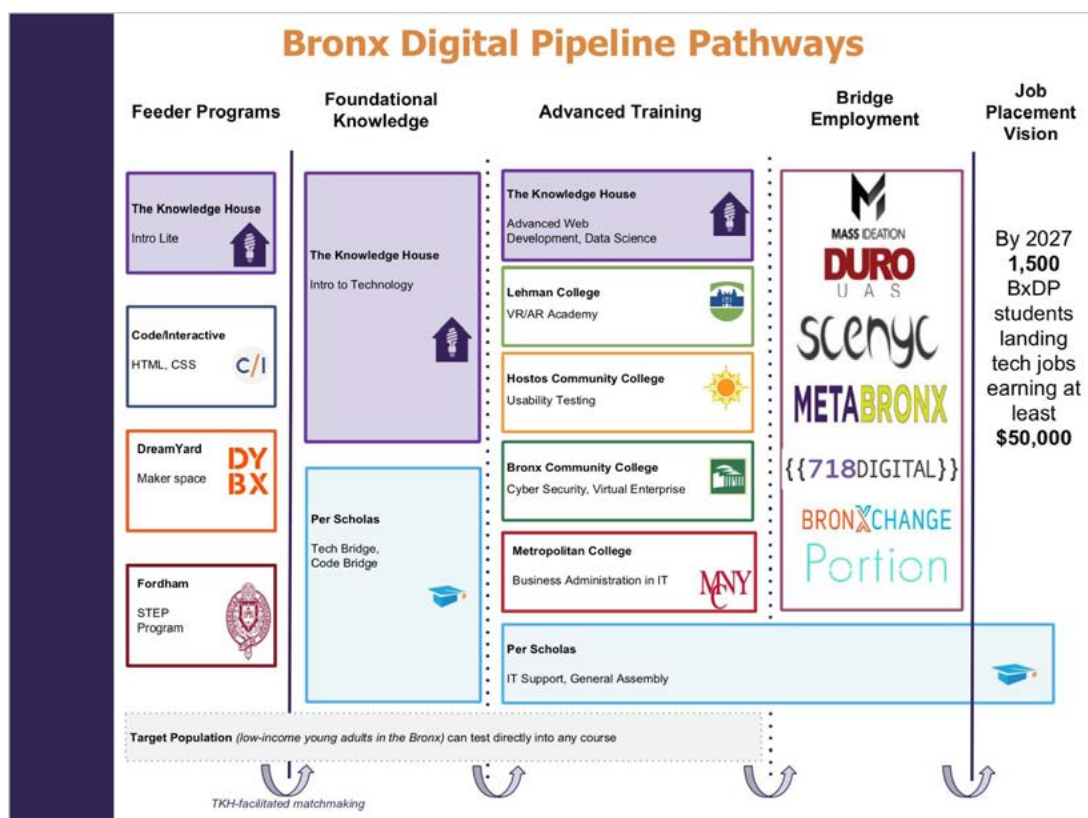 Bronx Digital Pipeline Pathways
Feeder Programs
Foundational
Knowledge
Advanced Training
Bridge
Employment
Job
Placement
Vision
The Knowledge House
Intro Lite
Code/Interactive
HTML, CSS
C/I
DreamYard
Maker space
DY
BX
Fordham
STEP
Program
The Knowledge House
Intro to Technology
Per Scholas
Tech Bridge,
Code Bridge
The Knowledge House
Advanced Web
Development, Data Science
Lehman College
VR/AR Academy
Hostos Community College
Usability Testing
Bronx Community College
Cyber Security, Virtual Enterprise
Metropolitan College
Business Administration in IT
MCNY
Per Scholas
IT Support, General Assembly
MASS IDEATION
DURO
UAS
scenyc
METABRONX
{{718DIGITAL}}
BRONXCHANGE
Portion
By 2027
1,500
BxDP
students
landing
tech jobs
earning at
least
$50,000
Target Population (low-income young adults in the Bronx) can test directly into any course
TKH-facilitated matchmaking